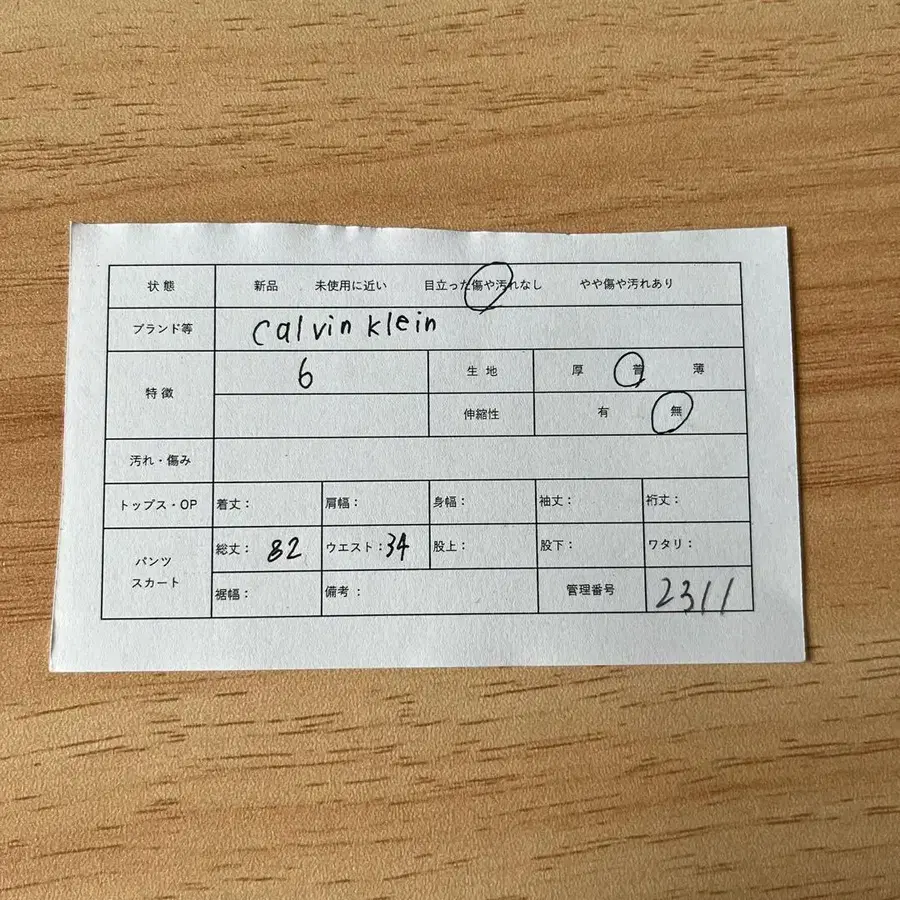 状態 新品 未使用に近い 目立った傷や汚れなし やや傷や汚れあり
ブランド等 Calvin Klein
特徴 6 生地 厚 普 薄
伸縮性 有 無
汚れ・傷み
トップス・OP 着丈: 肩幅: 身幅: 袖丈: 裄丈:
パンツ スカート 総丈: 82 ウエスト: 34 股上: 股下: ワタリ:
裾幅: 備考: 管理番号 2311